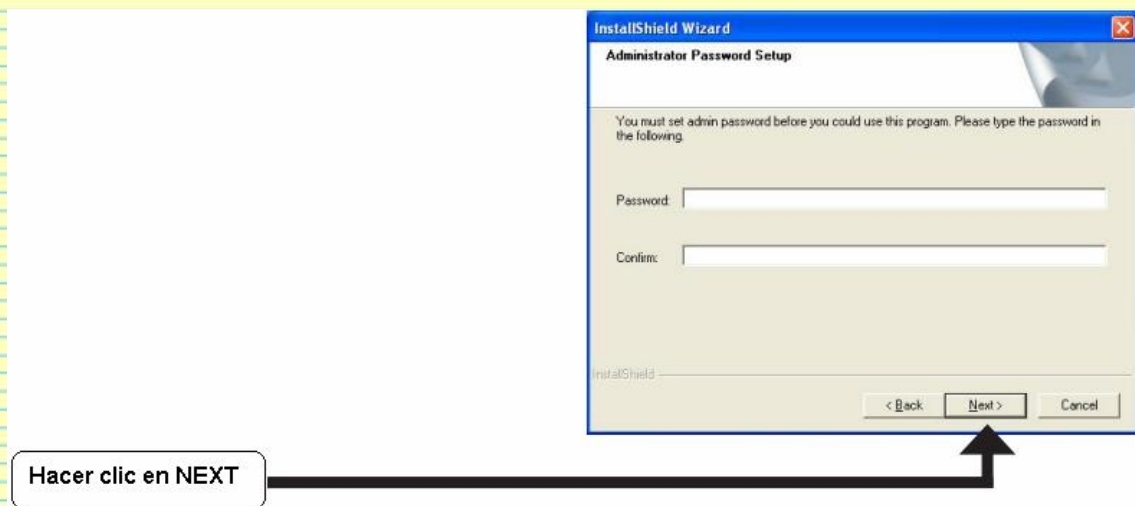 InstallShield Wizard
Administrator Password Setup
You must set admin password before you could use this program. Please type the password in
the following.
Password:
Confirm:
InstallShield
< Back
Next >
Cancel
Hacer clic en NEXT